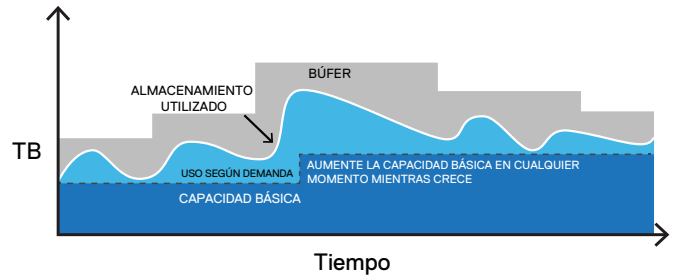 BÚFER
ALMACENAMIENTO
UTILIZADO
TB
USO SEGÚN DEMANDA
AUMENTE LA CAPACIDAD BÁSICA EN CUALQUIER
MOMENTO MIENTRAS CRECE
CAPACIDAD BÁSICA
Tiempo